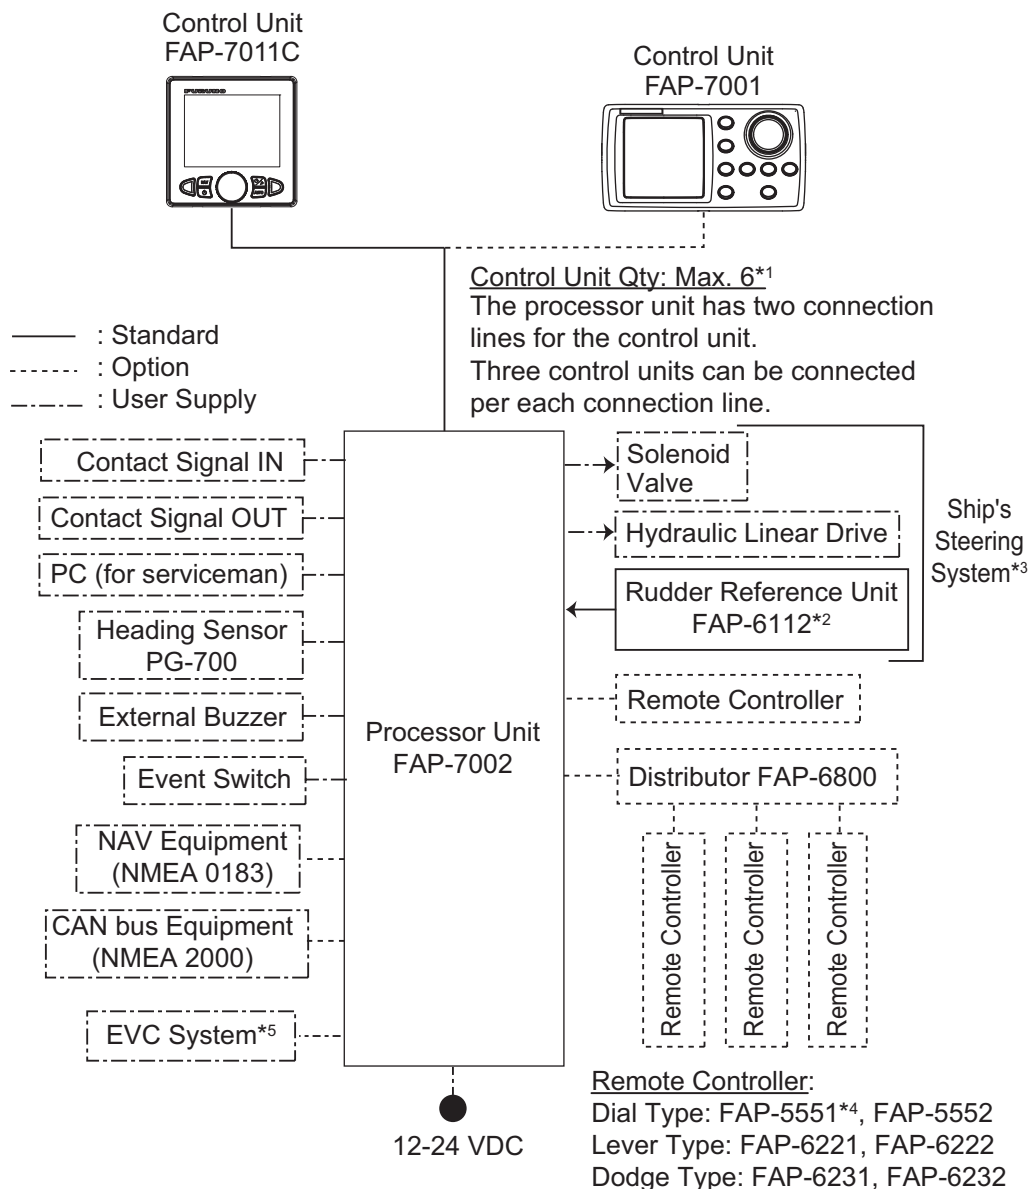 Control Unit
FAP-7011C
Control Unit
FAP-7001
FURUNO
Control Unit Qty: Max. 6*1
The processor unit has two connection
lines for the control unit.
Three control units can be connected
per each connection line.
: Standard
: Option
: User Supply
Contact Signal IN
Contact Signal OUT
PC (for serviceman)
Heading Sensor
PG-700
External Buzzer
Event Switch
NAV Equipment
(NMEA 0183)
CAN bus Equipment
(NMEA 2000)
EVC System*5
Processor Unit
FAP-7002
12-24 VDC
Solenoid
Valve
Hydraulic Linear Drive
Rudder Reference Unit
FAP-6112*2
Ship's
Steering
System*3
Remote Controller
Distributor FAP-6800
Remote Controller
Remote Controller
Remote Controller
Remote Controller:
Dial Type: FAP-5551*4, FAP-5552
Lever Type: FAP-6221, FAP-6222
Dodge Type: FAP-6231, FAP-6232